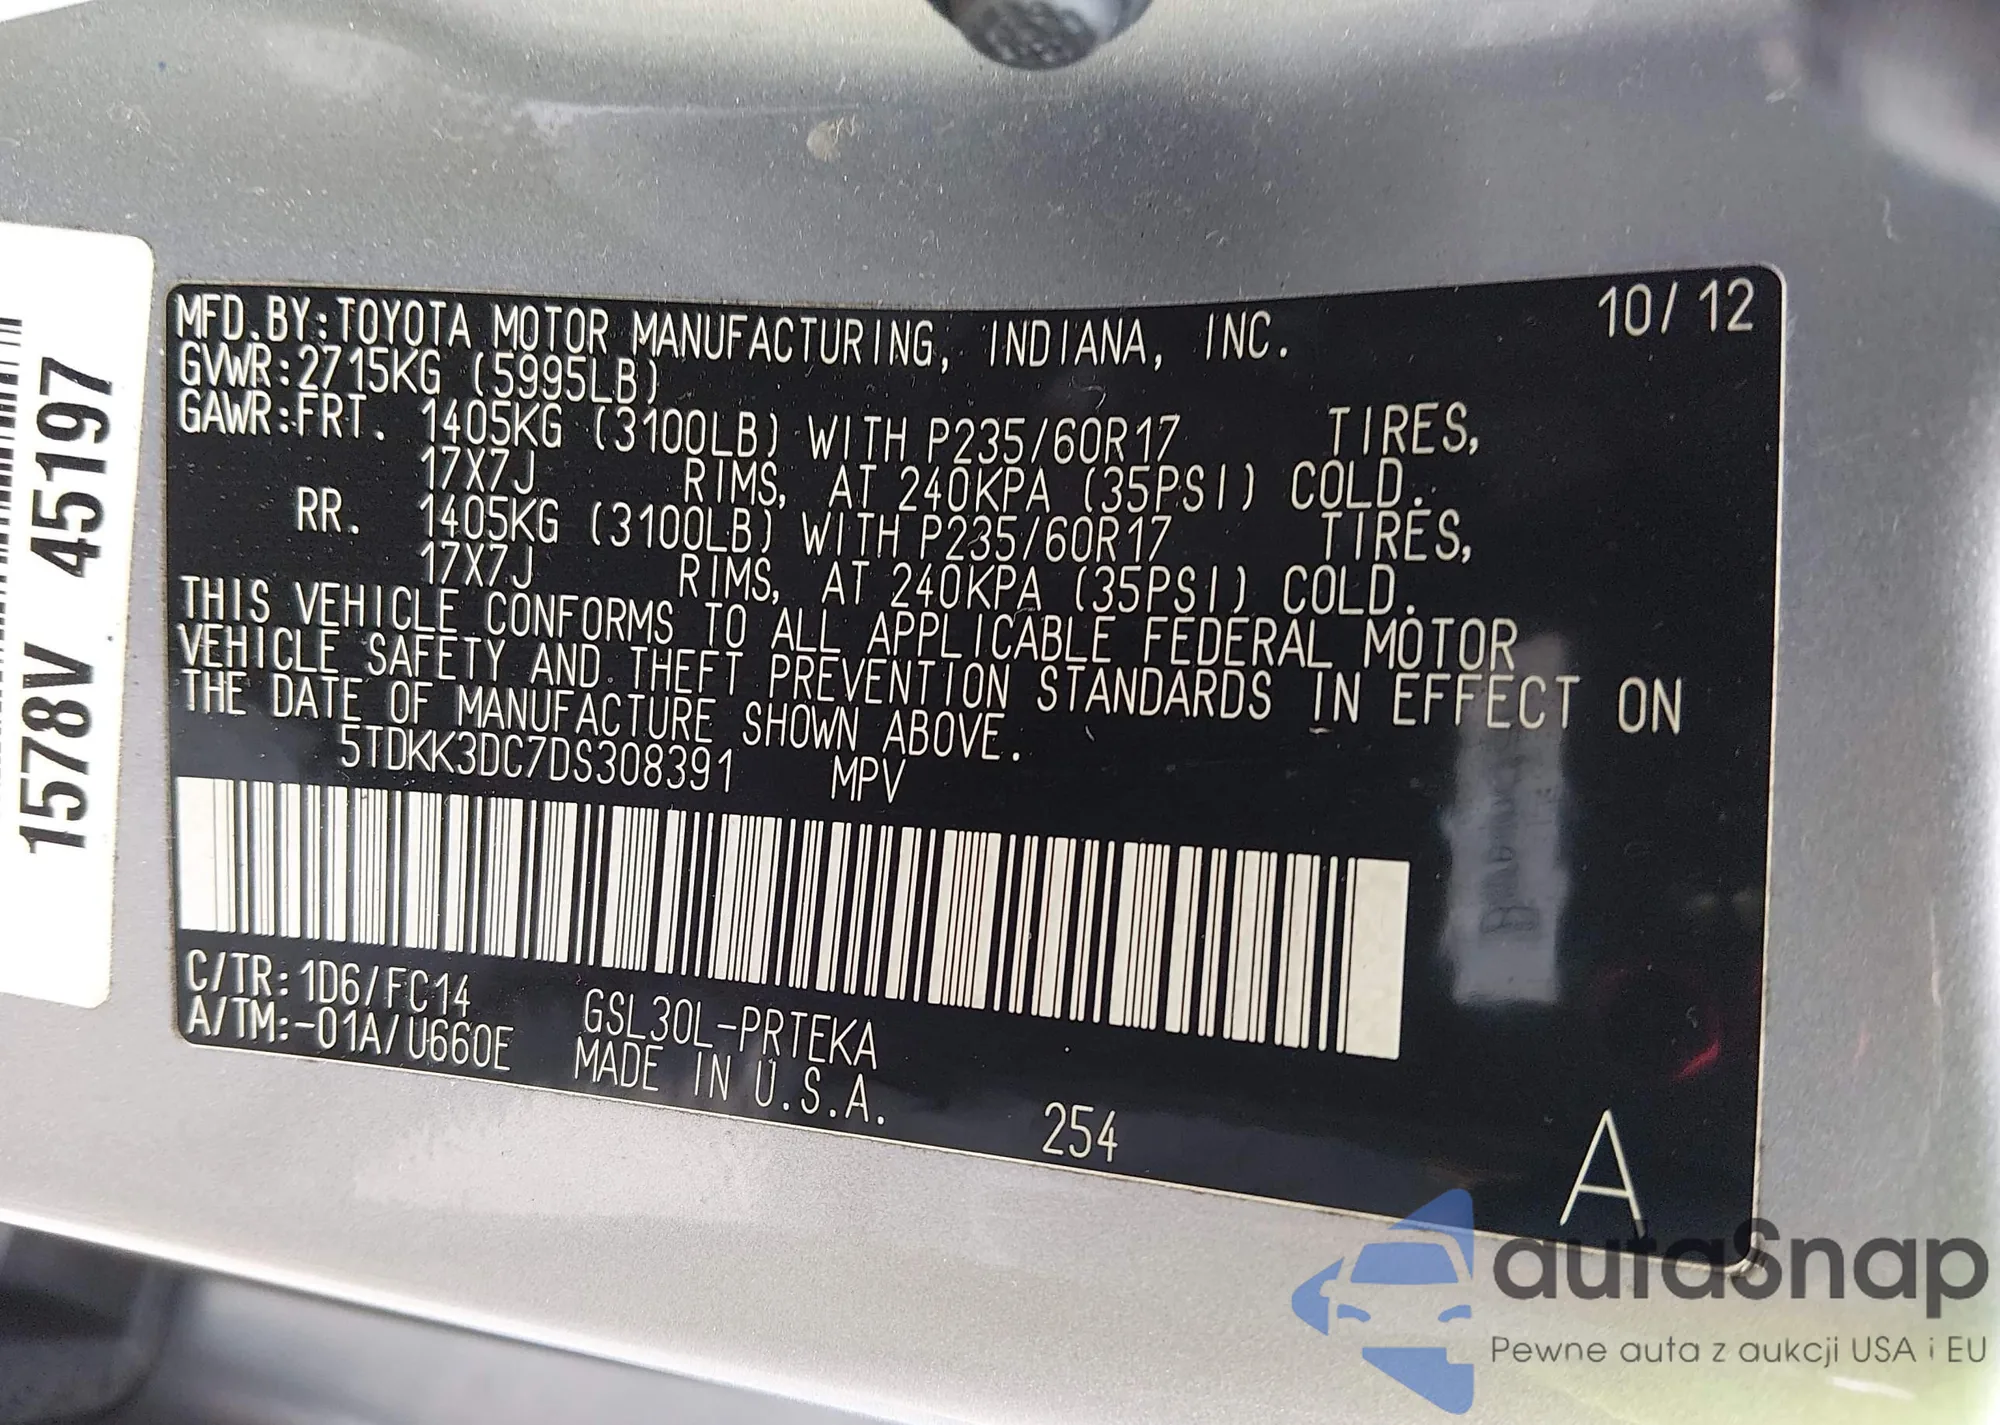 MFD.BY:TOYOTA MOTOR MANUFACTURING, INDIANA, INC. 10/12
GVWR:2715KG (5995LB)
GAWR:FRT. 1405KG (3100LB) WITH P235/60R17 TIRES,
17X7J RIMS, AT 240KPA (35PSI) COLD.
RR. 1405KG (3100LB) WITH P235/60R17 TIRES,
17X7J RIMS, AT 240KPA (35PSI) COLD.
THIS VEHICLE CONFORMS TO ALL APPLICABLE FEDERAL MOTOR
VEHICLE SAFETY AND THEFT PREVENTION STANDARDS IN EFFECT ON
THE DATE OF MANUFACTURE SHOWN ABOVE.
5TDKK3DC7DS308391 MPV
C/TR:1D6/FC14 GSL30L-PRTEKA
A/TM:-01A/U660E MADE IN U.S.A.
254
A
1578V 45197
autaSnap
Pewne auta z aukcji USA i EU